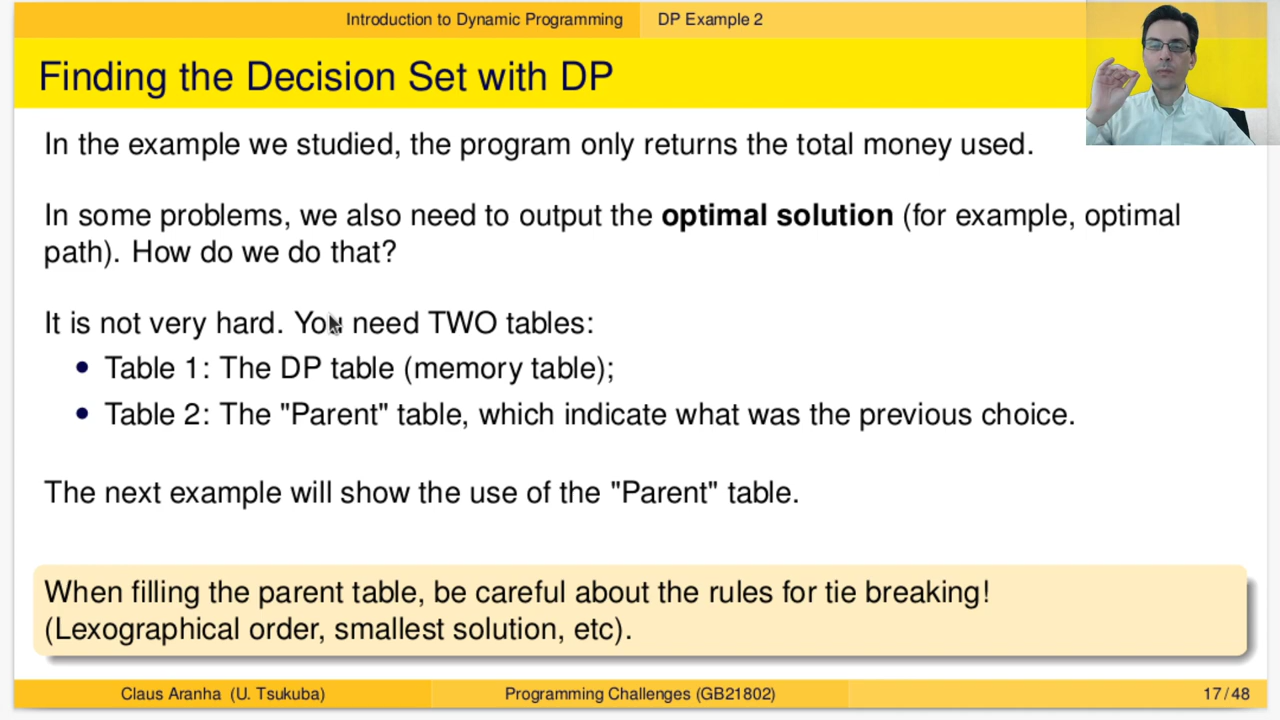 Introduction to Dynamic Programming DP Example 2
Finding the Decision Set with DP
In the example we studied, the program only returns the total money used.
In some problems, we also need to output the optimal solution (for example, optimal
path). How do we do that?
It is not very hard. You need TWO tables:
• Table 1: The DP table (memory table);
• Table 2: The "Parent" table, which indicate what was the previous choice.
The next example will show the use of the "Parent" table.
When filling the parent table, be careful about the rules for tie breaking!
(Lexographical order, smallest solution, etc).
Claus Aranha (U. Tsukuba) Programming Challenges (GB21802) 17 / 48